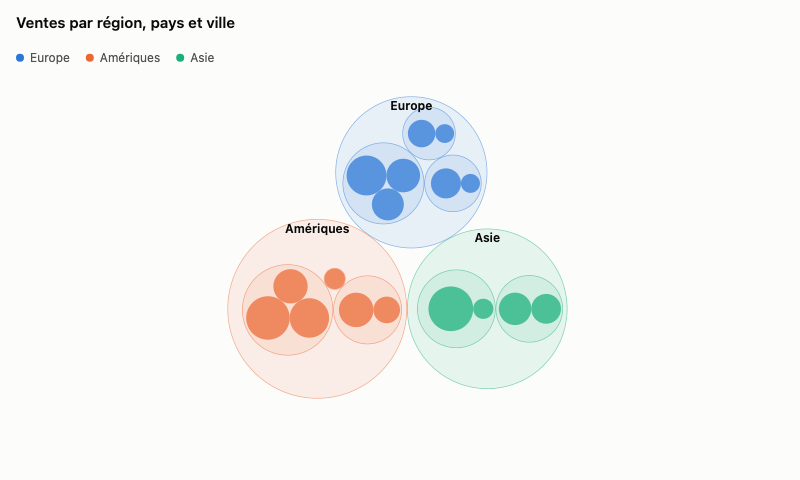 Ventes par région, pays et ville
Europe
Amériques
Asie
Europe
Amériques
Asie